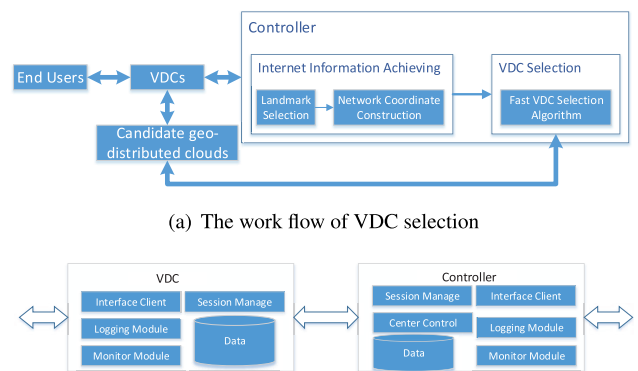 Controller
Internet Information Achieving
VDC Selection
End Users
VDCs
Landmark
Selection
Network Coordinate
Construction
Fast VDC Selection
Algorithm
Candidate geo-
distributed clouds
(a) The work flow of VDC selection
VDC
Interface Client
Session Manage
Logging Module
Data
Monitor Module
Controller
Session Manage
Interface Client
Center Control
Logging Module
Data
Monitor Module